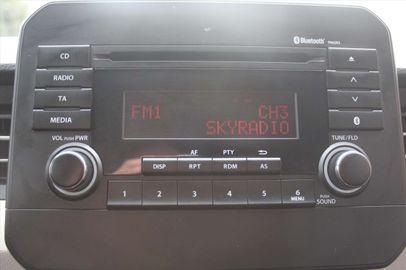 Bluetooth
CD
RADIO
TA
MEDIA
FM1 CH3
SKYRADIO
VOL PUSH PWR
TUNE/FLD
AF PTY
DISP RPT RDM AS
1 2 3 4 5 6
MENU
PUSH
SOUND